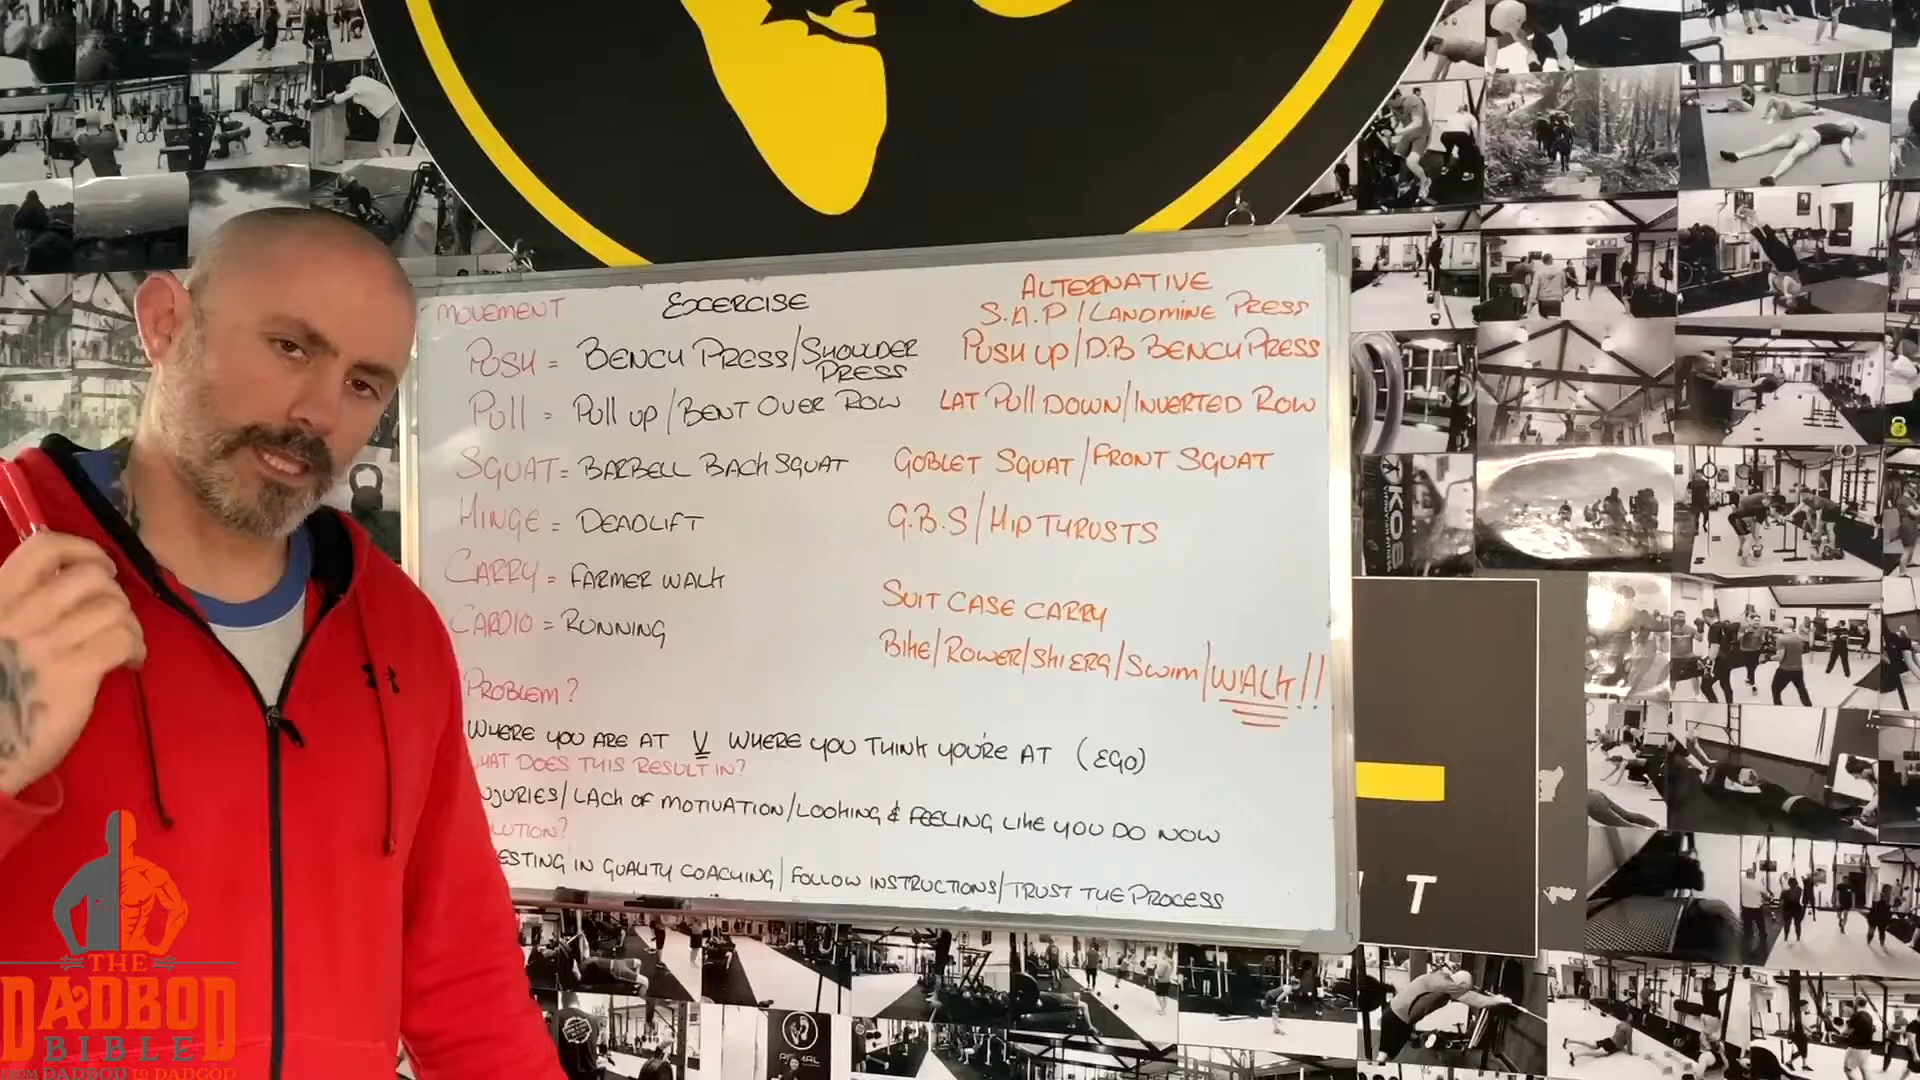 MOVEMENT EXCERCISE ALTERNATIVE
S.A.P / LANDMINE PRESS
PUSH = BENCH PRESS/SHOULDER PRESS PUSH UP/D.B BENCH PRESS
PULL = PULL UP/BENT OVER ROW LAT PULL DOWN/INVERTED ROW
SQUAT = BARBELL BACK SQUAT GOBLET SQUAT/FRONT SQUAT
HINGE = DEADLIFT G.B.S/HIP THRUSTS
CARRY = FARMER WALK SUIT CASE CARRY
CARDIO = RUNNING BIKE/ROWER/SKIERG/SWIM/WALK!!
PROBLEM?
WHERE YOU ARE AT V WHERE YOU THINK YOU'RE AT (EGO)
WHAT DOES THIS RESULT IN?
NJURIES/LACK OF MOTIVATION/LOOKING & FEELING LIKE YOU DO NOW
LUTION?
ESTING IN QUALITY COACHING/FOLLOW INSTRUCTIONS/TRUST THE PROCESS
THE
DADBOD
BIBLE
FROM DADBOD TO DADGOD
T